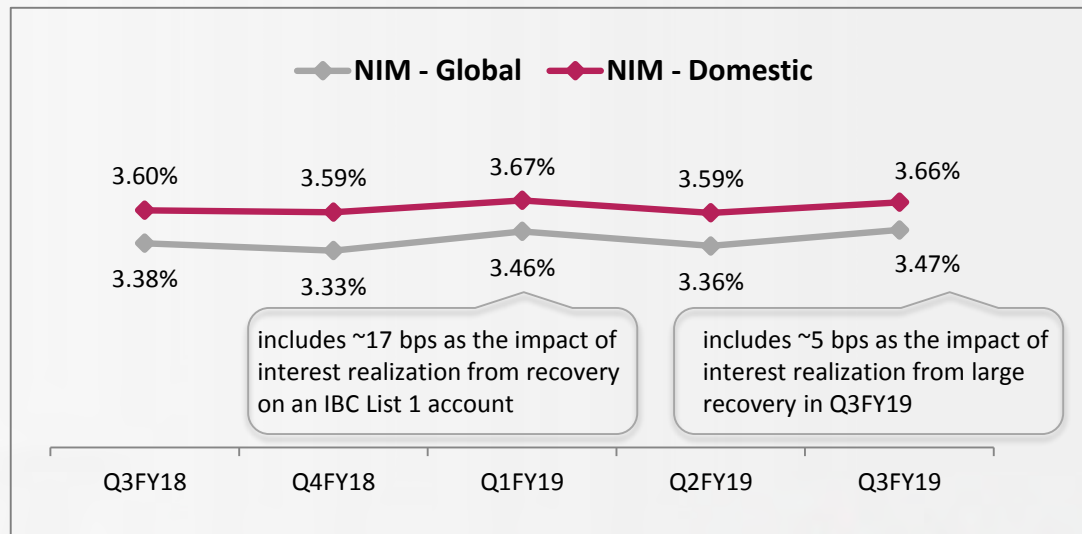 NIM - Global NIM - Domestic
3.60% 3.59% 3.67% 3.59% 3.66%
3.38% 3.33% 3.46% 3.36% 3.47%
includes ~17 bps as the impact of
interest realization from recovery
on an IBC List 1 account
includes ~5 bps as the impact of
interest realization from large
recovery in Q3FY19
Q3FY18 Q4FY18 Q1FY19 Q2FY19 Q3FY19